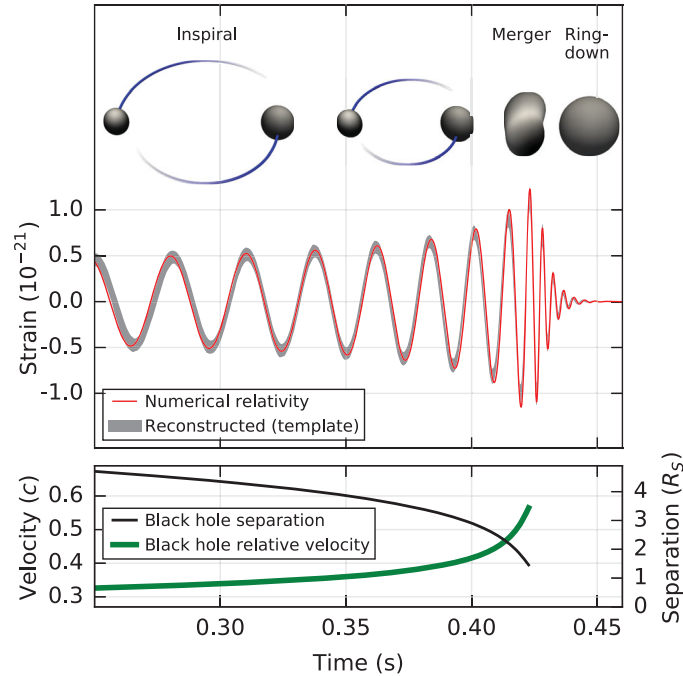 Inspiral
Merger
Ring-
down
Strain (10⁻²¹)
1.0
0.5
0.0
-0.5
-1.0
Numerical relativity
Reconstructed (template)
Velocity (c)
0.6
0.5
0.4
0.3
Black hole separation
Black hole relative velocity
4
3
2
1
0
Separation (R_S)
0.30
0.35
0.40
0.45
Time (s)